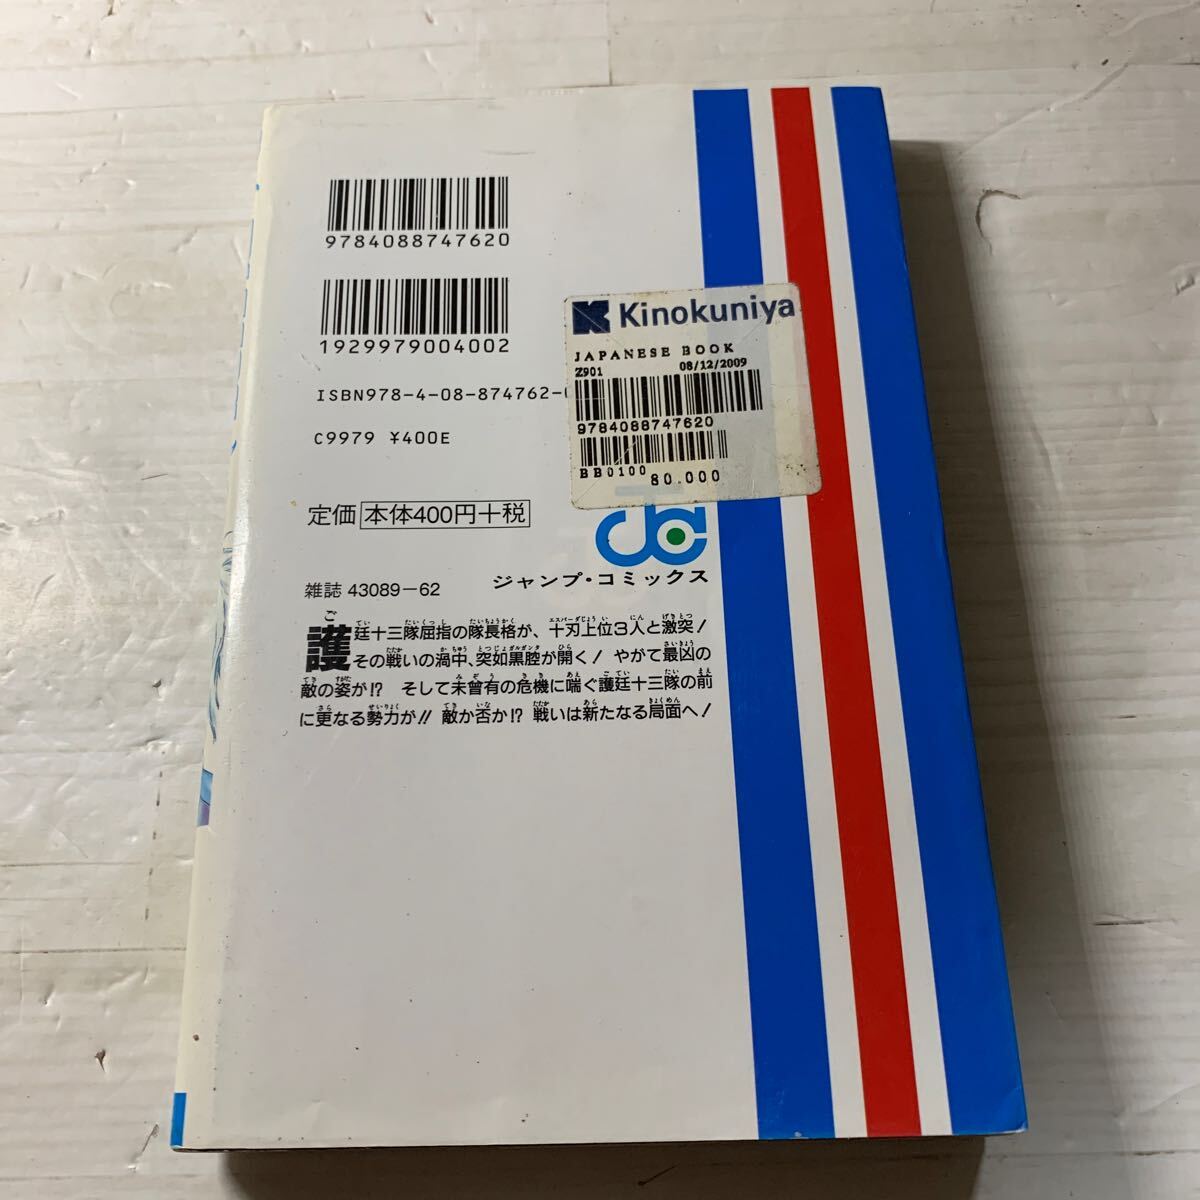 9784088747620
1929979004002
ISBN978-4-08-874762-
C9979 ¥400E
定価 本体400円+税
雑誌 43089-62
Kinokuniya
JAPANESE BOOK
Z901 08/12/2009
9784088747620
BB0100 80.000
JC
ジャンプ・コミックス
護廷十三隊屈指の隊長格が、十刃上位3人と激突!
その戦いの渦中、突如黒腔が開く! やがて最凶の
敵の姿が!? そして未曾有の危機に喘ぐ護廷十三隊の前
に更なる勢力が!! 敵か否か!? 戦いは新たなる局面へ!